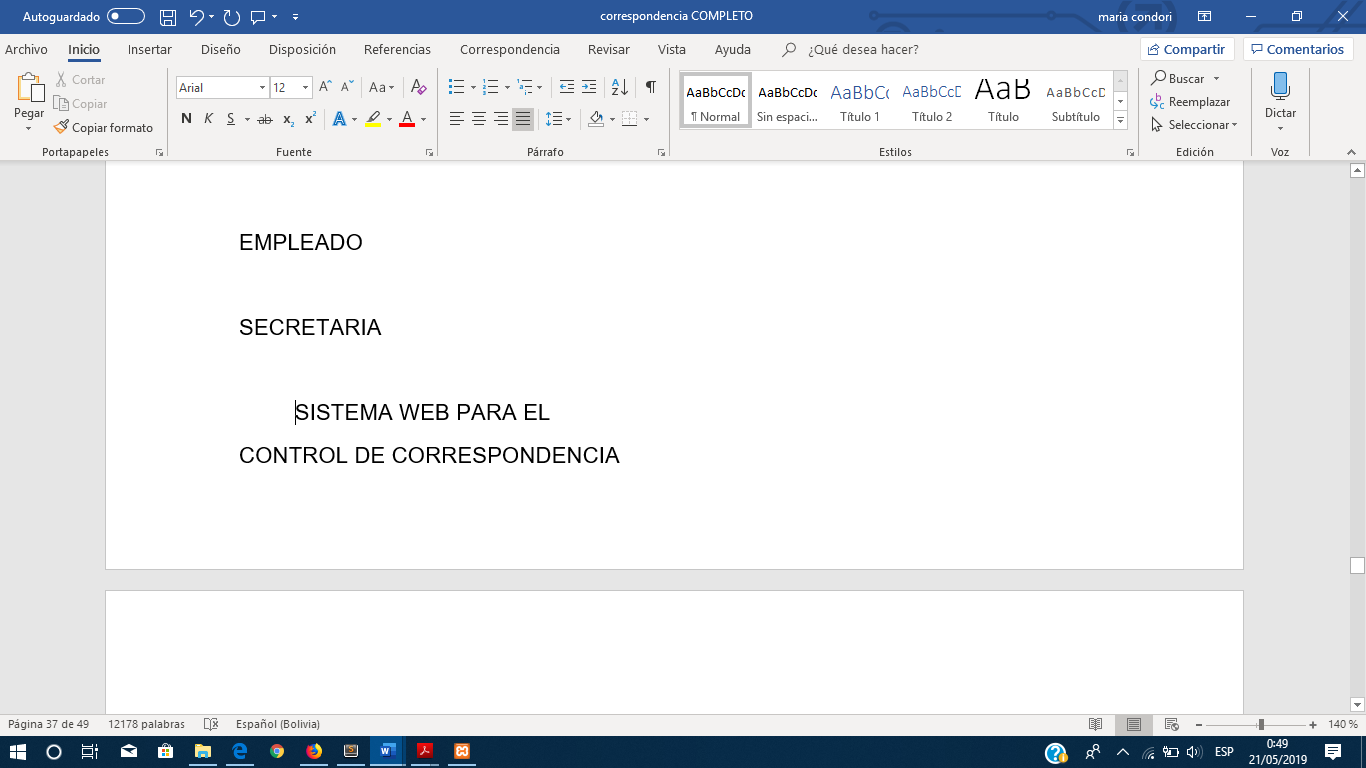 Autoguardado correspondencia COMPLETO maria condori
Archivo Inicio Insertar Diseño Disposición Referencias Correspondencia Revisar Vista Ayuda ¿Qué desea hacer? Compartir Comentarios
Pegar
Cortar
Copiar
Copiar formato
Portapapeles
Arial 12 A A Aa A
N K S ab x₂ x² A A
Fuente
Párrafo
AaBbCcDc AaBbCcDc AaBbCc AaBbCcD AaB AaBbCcD
¶ Normal Sin espaci... Título 1 Título 2 Título Subtítulo
Estilos
Buscar
Reemplazar
Seleccionar
Edición
Dictar
Voz
EMPLEADO
SECRETARIA
SISTEMA WEB PARA EL
CONTROL DE CORRESPONDENCIA
Página 37 de 49 12178 palabras Español (Bolivia) 140 %
ESP
0:49
21/05/2019